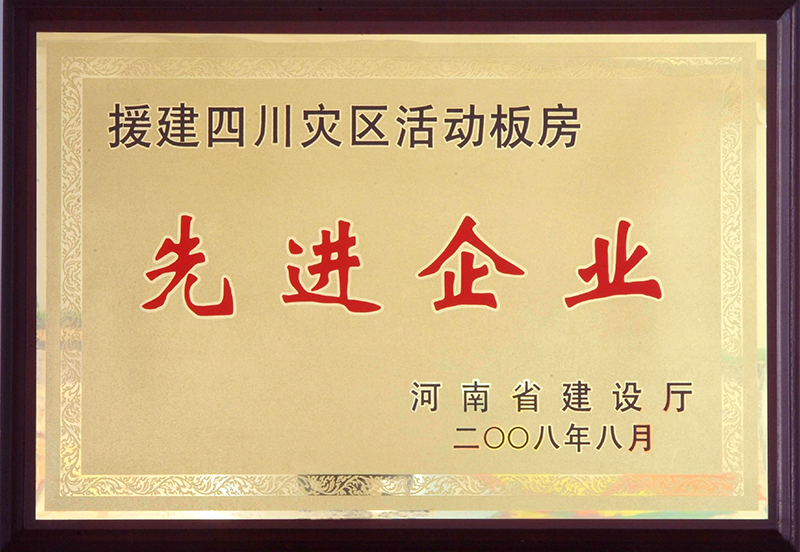 援建四川灾区活动板房
先进企业
河南省建设厅
二〇〇八年八月